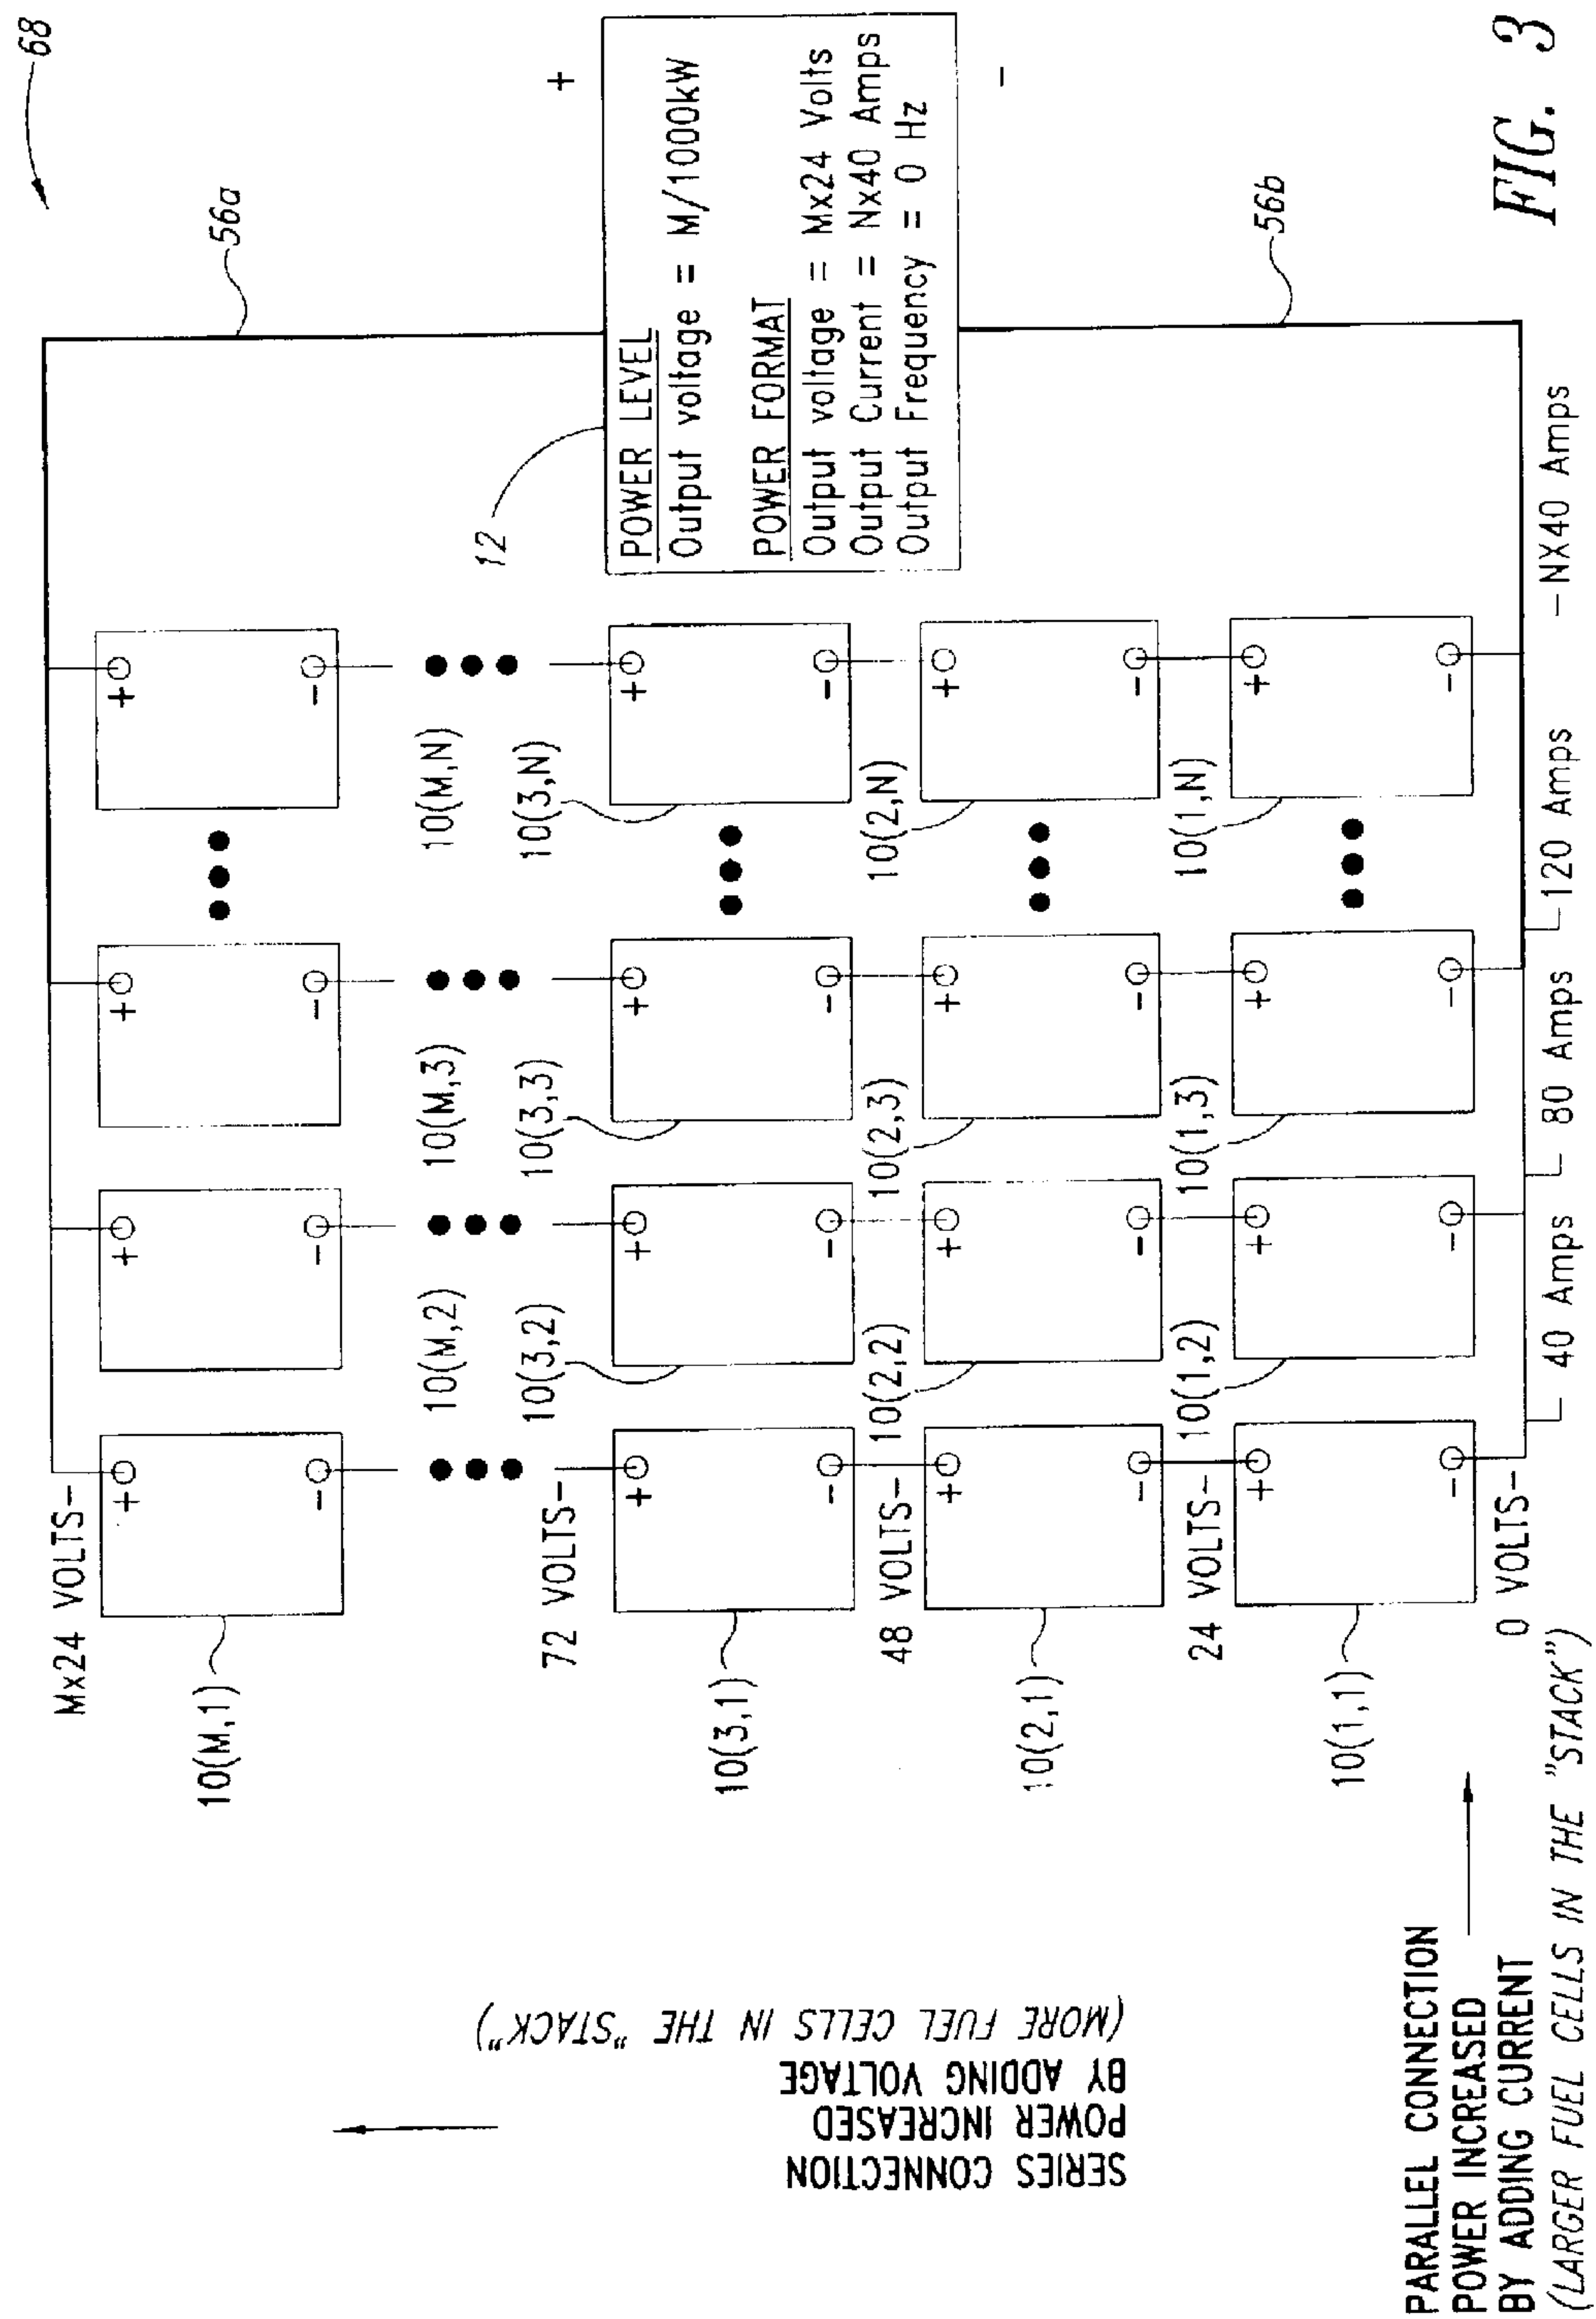 68
56a
+
POWER LEVEL
Output voltage = M/1000kW
POWER FORMAT
Output voltage = Mx24 Volts
Output Current = Nx40 Amps
Output Frequency = 0 Hz
-
12
56b
FIG. 3
Mx24 VOLTS-
+
+
+
+
-
-
-
-
10(M,1)
10(M,2)
10(M,3)
10(M,N)
72 VOLTS-
10(3,2)
10(3,3)
10(3,N)
+
+
+
+
-
-
-
-
10(3,1)
48 VOLTS-
10(2,2)
10(2,3)
10(2,N)
+
+
+
+
-
-
-
-
10(2,1)
24 VOLTS-
10(1,2)
10(1,3)
10(1,N)
+
+
+
+
-
-
-
-
10(1,1)
0 VOLTS-
40 Amps
80 Amps
120 Amps
-NX40 Amps
SERIES CONNECTION
POWER INCREASED
BY ADDING VOLTAGE
(MORE FUEL CELLS IN THE "STACK")
PARALLEL CONNECTION
POWER INCREASED
BY ADDING CURRENT
(LARGER FUEL CELLS IN THE "STACK")